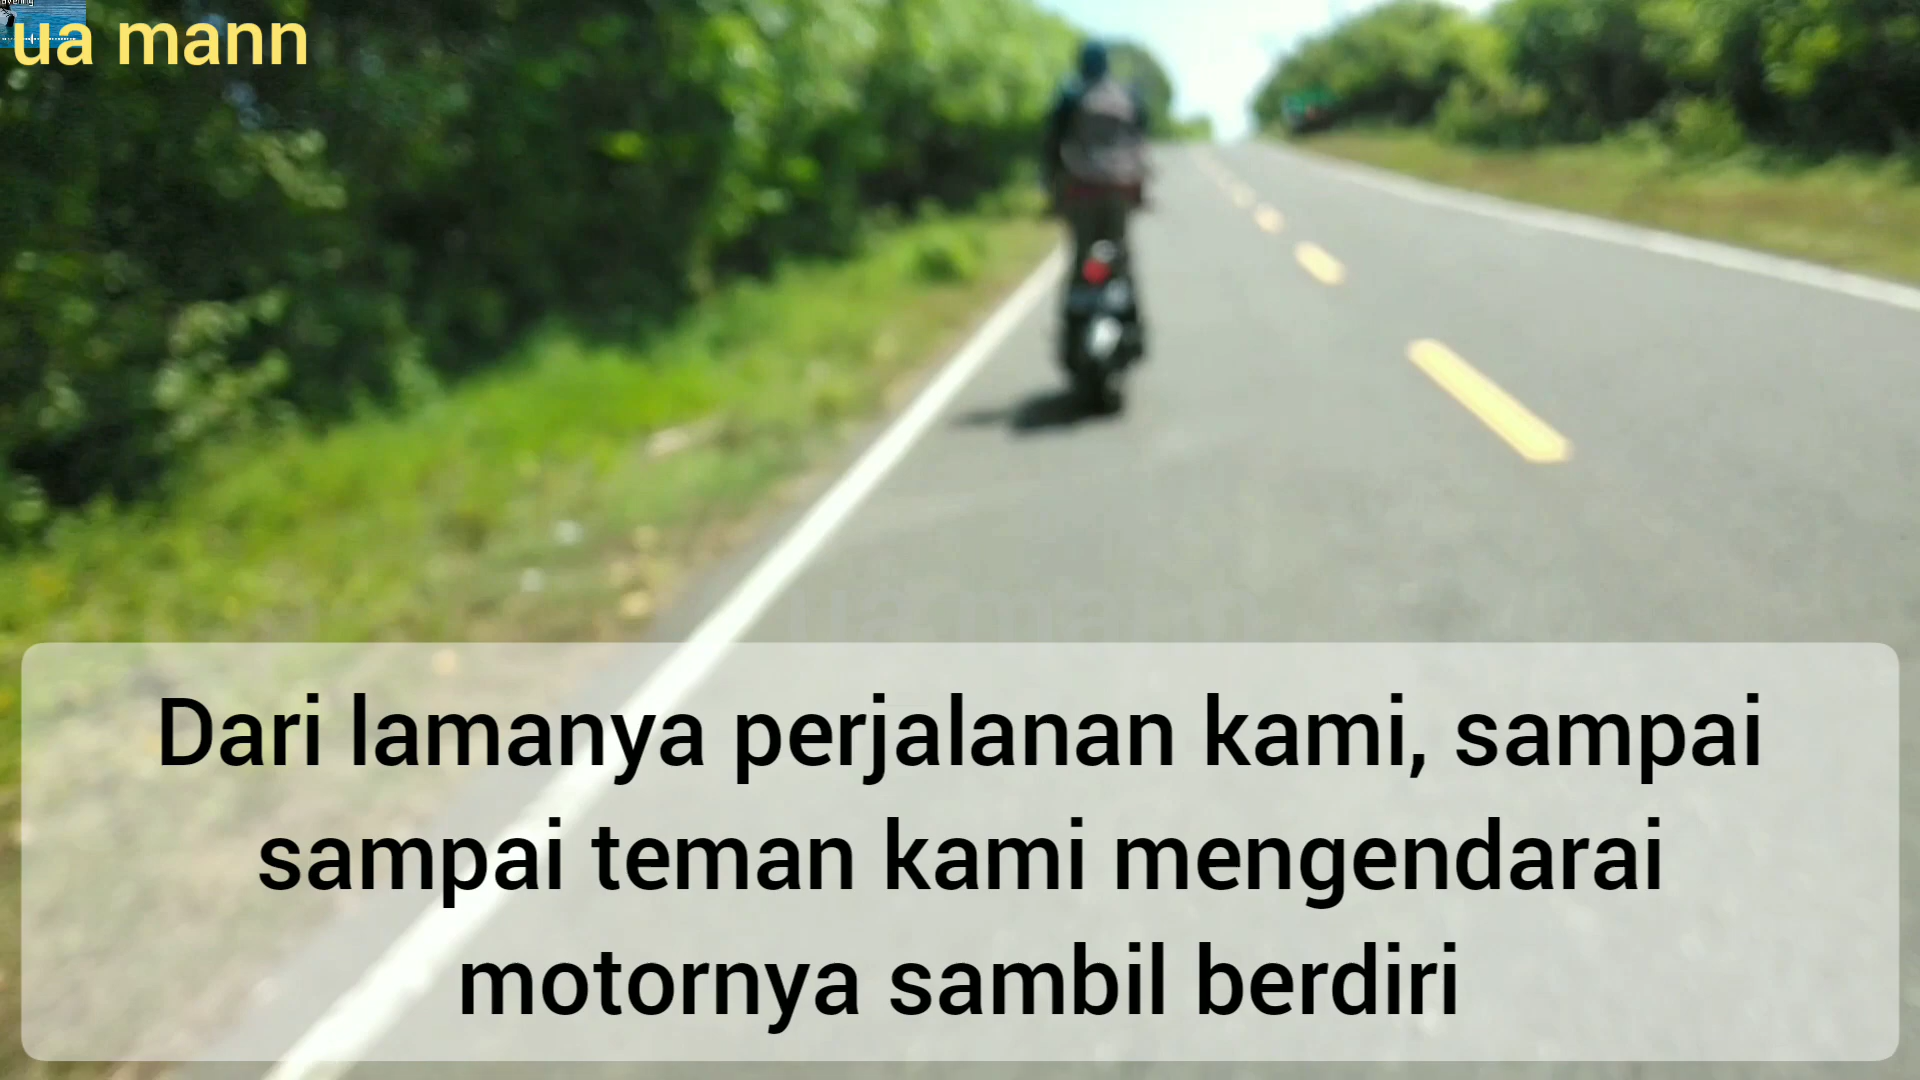 ua mann
Dari lamanya perjalanan kami, sampai
sampai teman kami mengendarai
motornya sambil berdiri